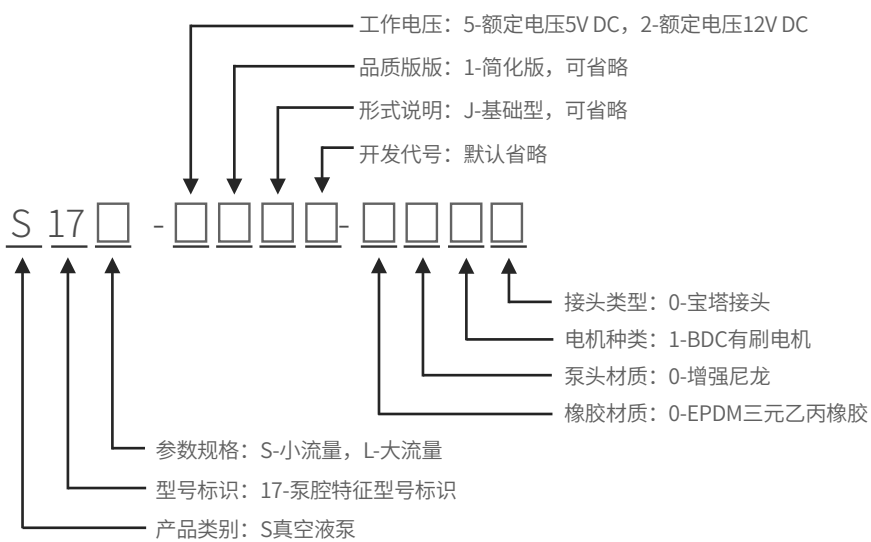 工作电压：5-额定电压5V DC，2-额定电压12V DC
品质版版：1-简化版，可省略
形式说明：J-基础型，可省略
开发代号：默认省略
S 17 □ - □□□□-□□□□
接头类型：0-宝塔接头
电机种类：1-BDC有刷电机
泵头材质：0-增强尼龙
橡胶材质：0-EPDM三元乙丙橡胶
参数规格：S-小流量，L-大流量
型号标识：17-泵腔特征型号标识
产品类别：S真空液泵